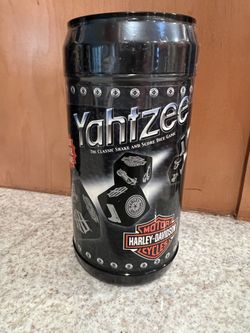 Yahtzee
THE CLASSIC SHAKE AND SCORE DICE GAME
MOTOR
HARLEY-DAVIDSON
CYCLES